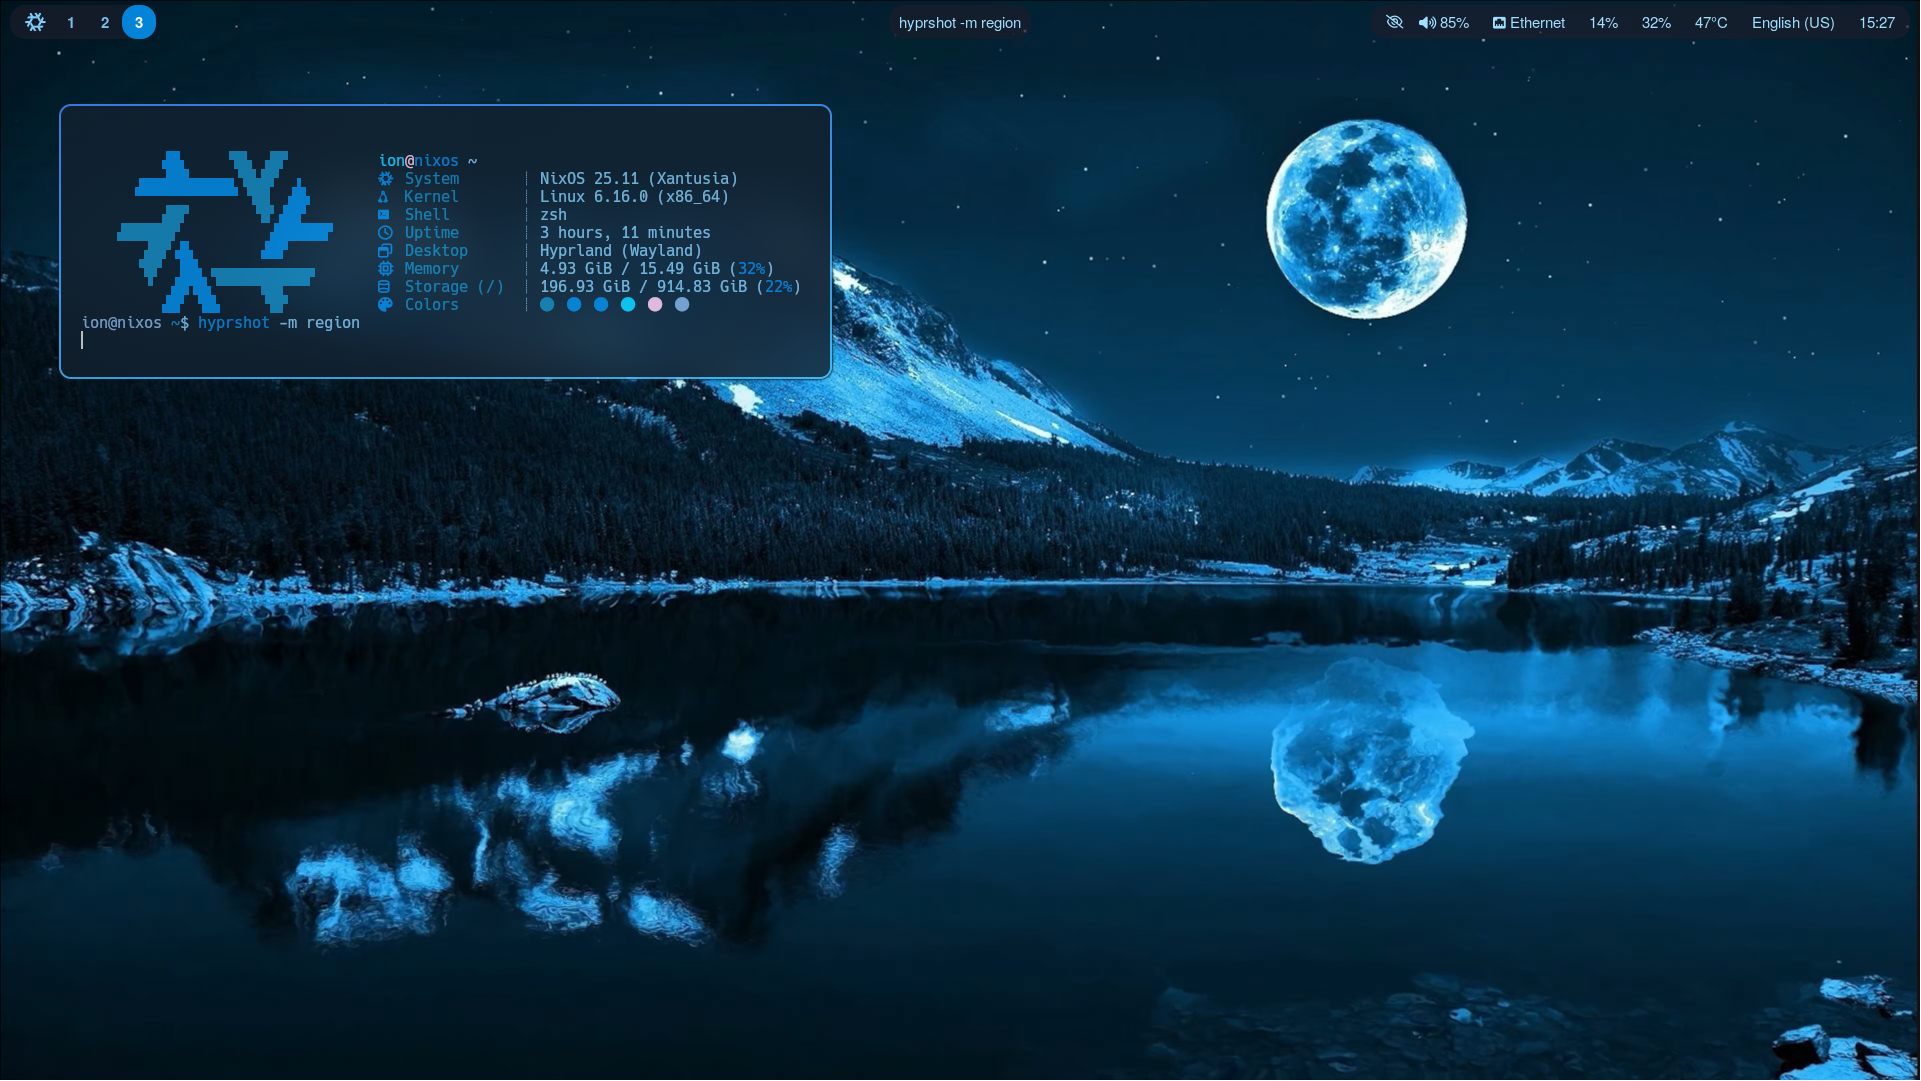 1 2 3
hyprshot -m region
85% Ethernet 14% 32% 47°C English (US) 15:27
ion@nixos ~
System | NixOS 25.11 (Xantusia)
Kernel | Linux 6.16.0 (x86_64)
Shell | zsh
Uptime | 3 hours, 11 minutes
Desktop | Hyprland (Wayland)
Memory | 4.93 GiB / 15.49 GiB (32%)
Storage (/) | 196.93 GiB / 914.83 GiB (22%)
Colors |
ion@nixos ~$ hyprshot -m region